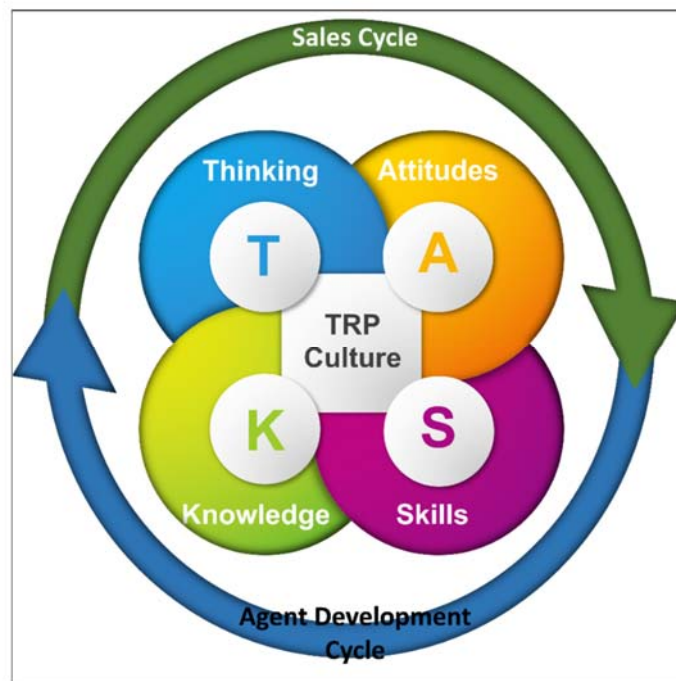 Sales Cycle
Thinking
Attitudes
T
A
TRP
Culture
K
S
Knowledge
Skills
Agent Development
Cycle